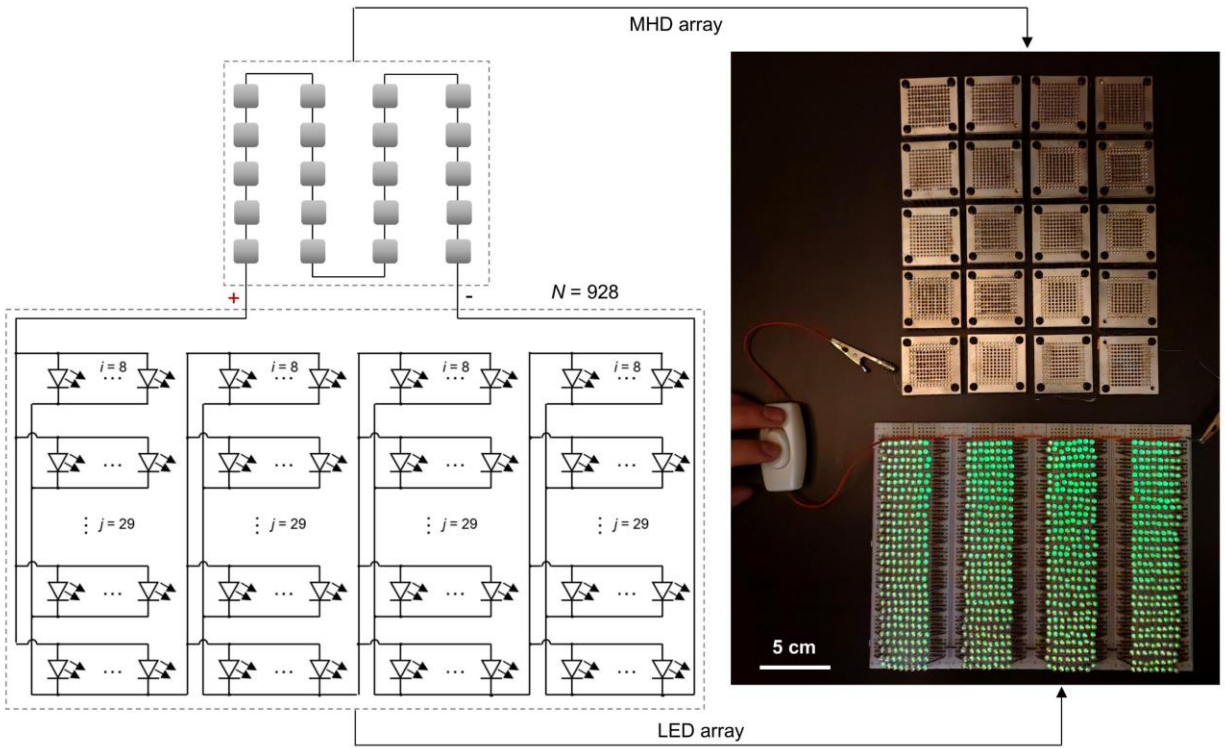 MHD array
+
-
N = 928
i = 8
i = 8
i = 8
i = 8
... ... ... ...
... ... ... ...
⋮ j = 29
⋮ j = 29
⋮ j = 29
⋮ j = 29
... ... ... ...
... ... ... ...
5 cm
LED array